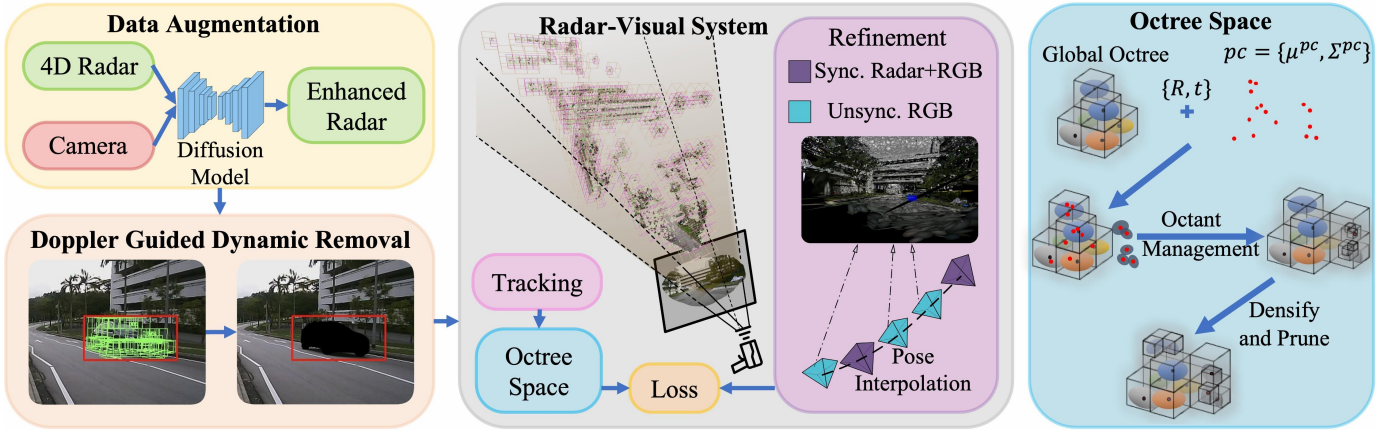 Data Augmentation
4D Radar
Camera
Diffusion
Model
Enhanced
Radar
Doppler Guided Dynamic Removal
Radar-Visual System
Tracking
Octree
Space
Loss
Refinement
Sync. Radar+RGB
Unsync. RGB
Pose
Interpolation
Octree Space
Global Octree
pc = {μ^{pc}, Σ^{pc}}
{R, t}
+
Octant
Management
Densify
and Prune